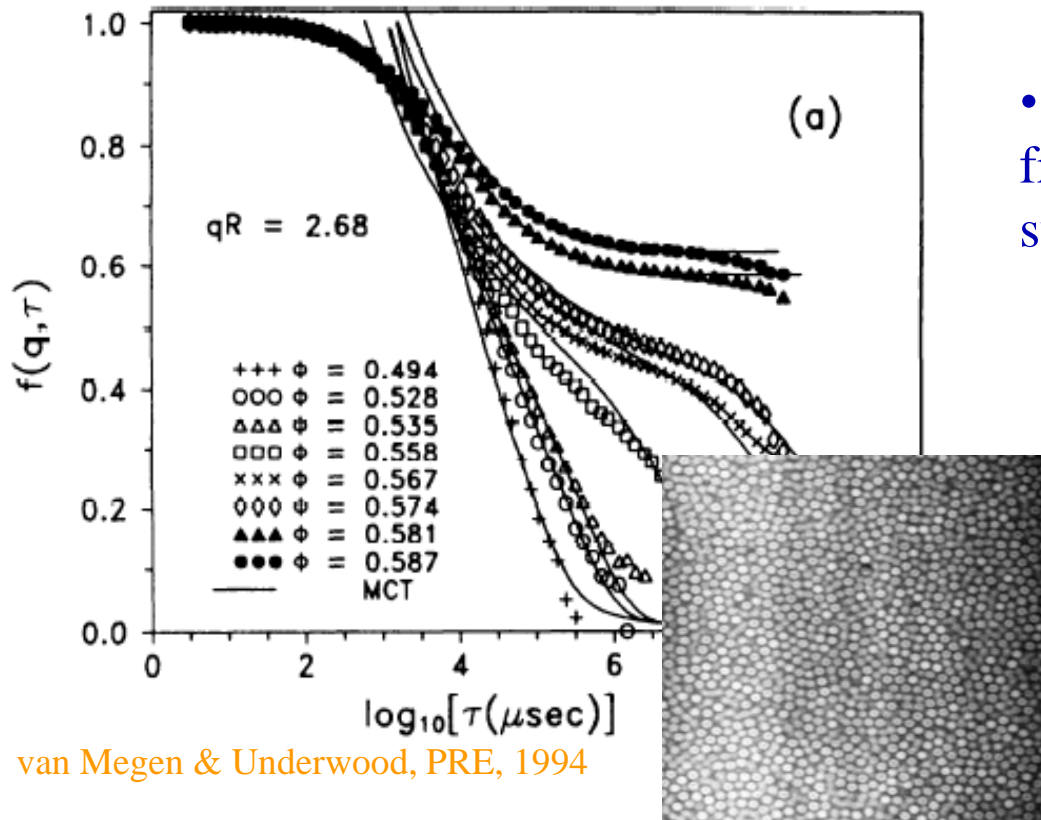 1.0
(a)
•
0.8
qR = 2.68
0.6
f(q,τ)
+++ Φ = 0.494
0.4
ooo Φ = 0.528
△△△ ψ = 0.535
□□□ Φ = 0.558
××× Φ = 0.567
0.2
◊◊◊ ψ = 0.574
▲▲▲ Φ = 0.581
●●● Φ = 0.587
—— MCT
0.0
0 2 4 6
log₁₀[τ(μsec)]
van Megen & Underwood, PRE, 1994